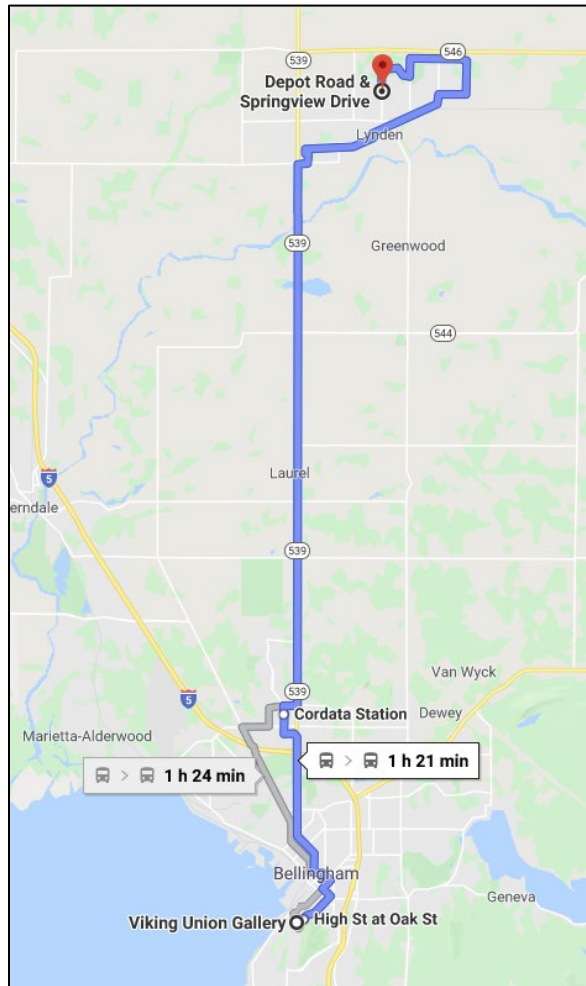 539
546
Depot Road &
Springview Drive
Lynden
539
Greenwood
544
Laurel
5
erndale
539
Van Wyck
539
5
Cordata Station
Dewey
Marietta-Alderwood
1 h 21 min
1 h 24 min
Bellingham
Geneva
Viking Union Gallery
High St at Oak St